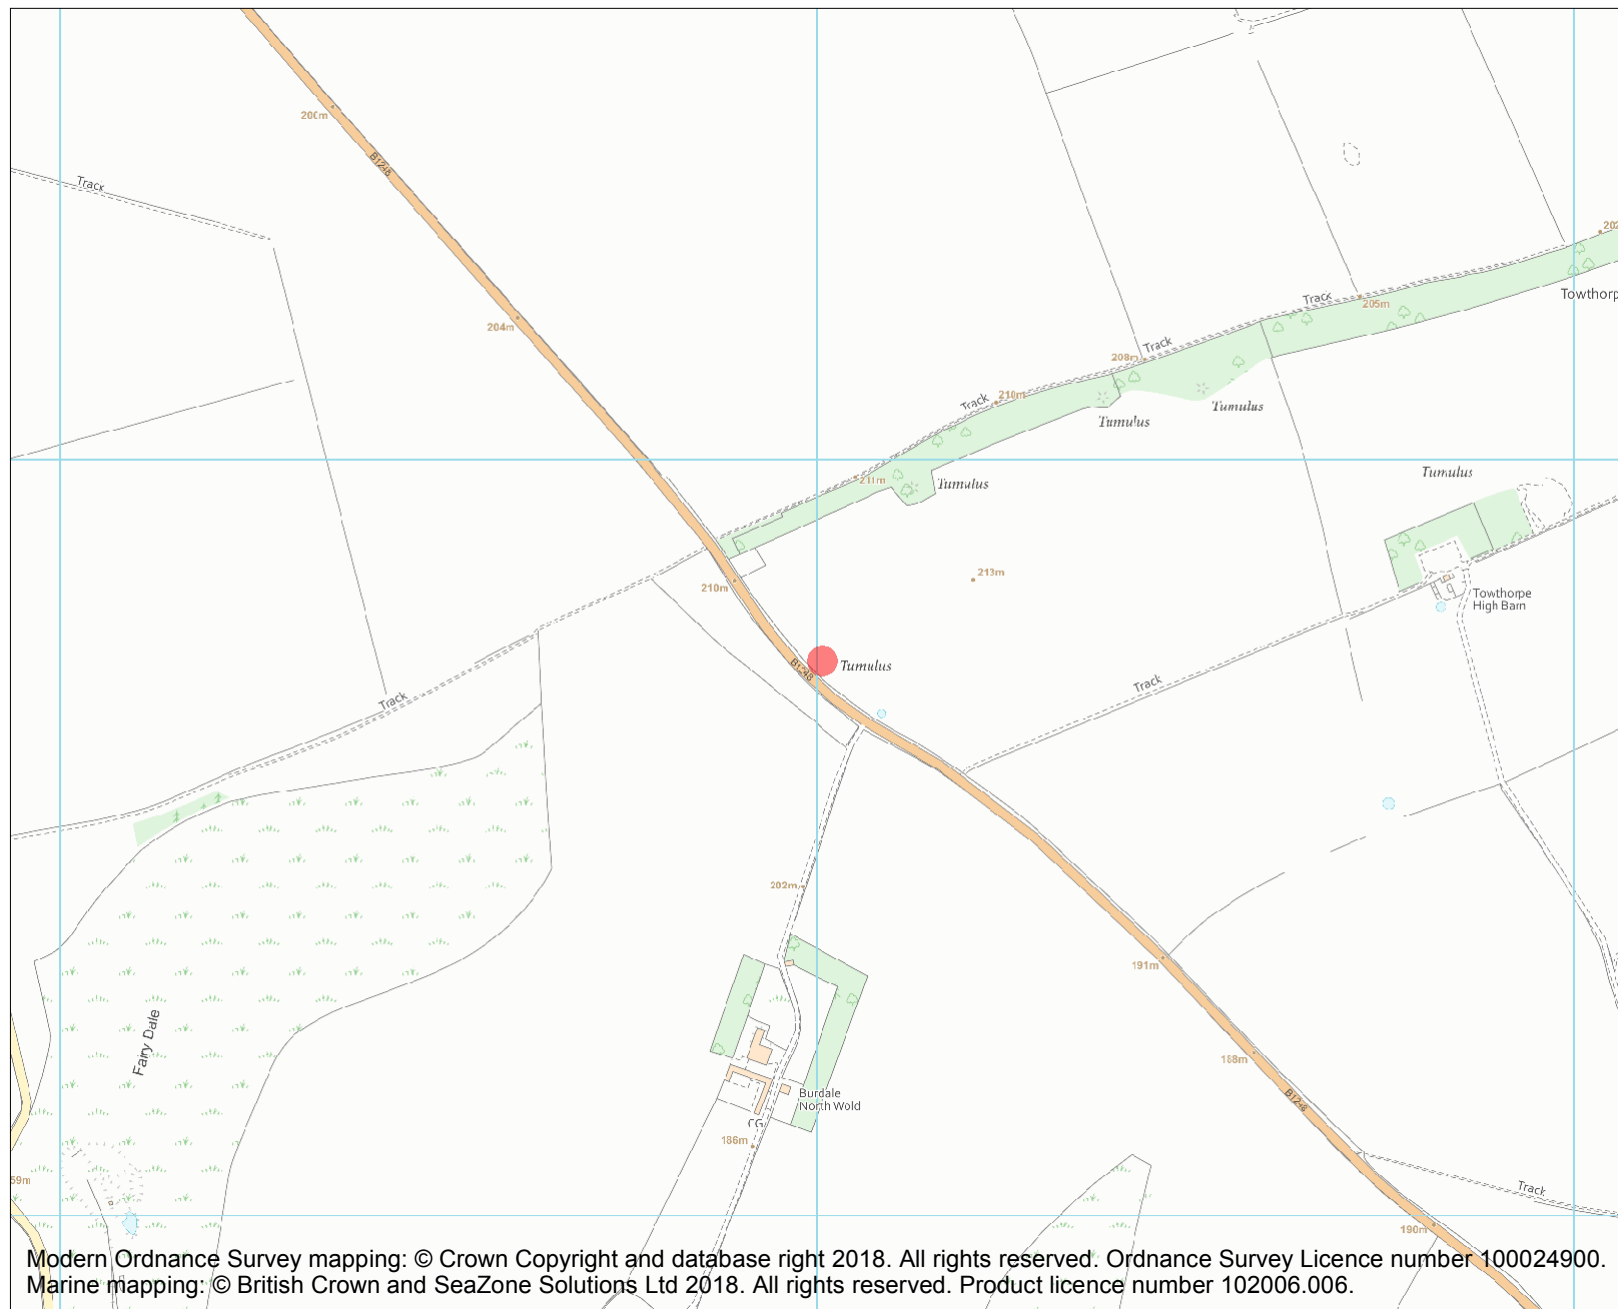 200m
B1248
Track
202
204m
Track
205m
Towthorp
Track
208m
Track
210m
Tumulus
Tumulus
Tumulus
211m
Tumulus
213m
210m
Towthorpe
High Barn
Tumulus
B1248
Track
Track
202m
191m
Fairy Dale
188m
Burdale
North Wold
B1248
CG
186m
59m
Track
190m
Modern Ordnance Survey mapping: © Crown Copyright and database right 2018. All rights reserved. Ordnance Survey Licence number 100024900.
Marine mapping: © British Crown and SeaZone Solutions Ltd 2018. All rights reserved. Product licence number 102006.006.